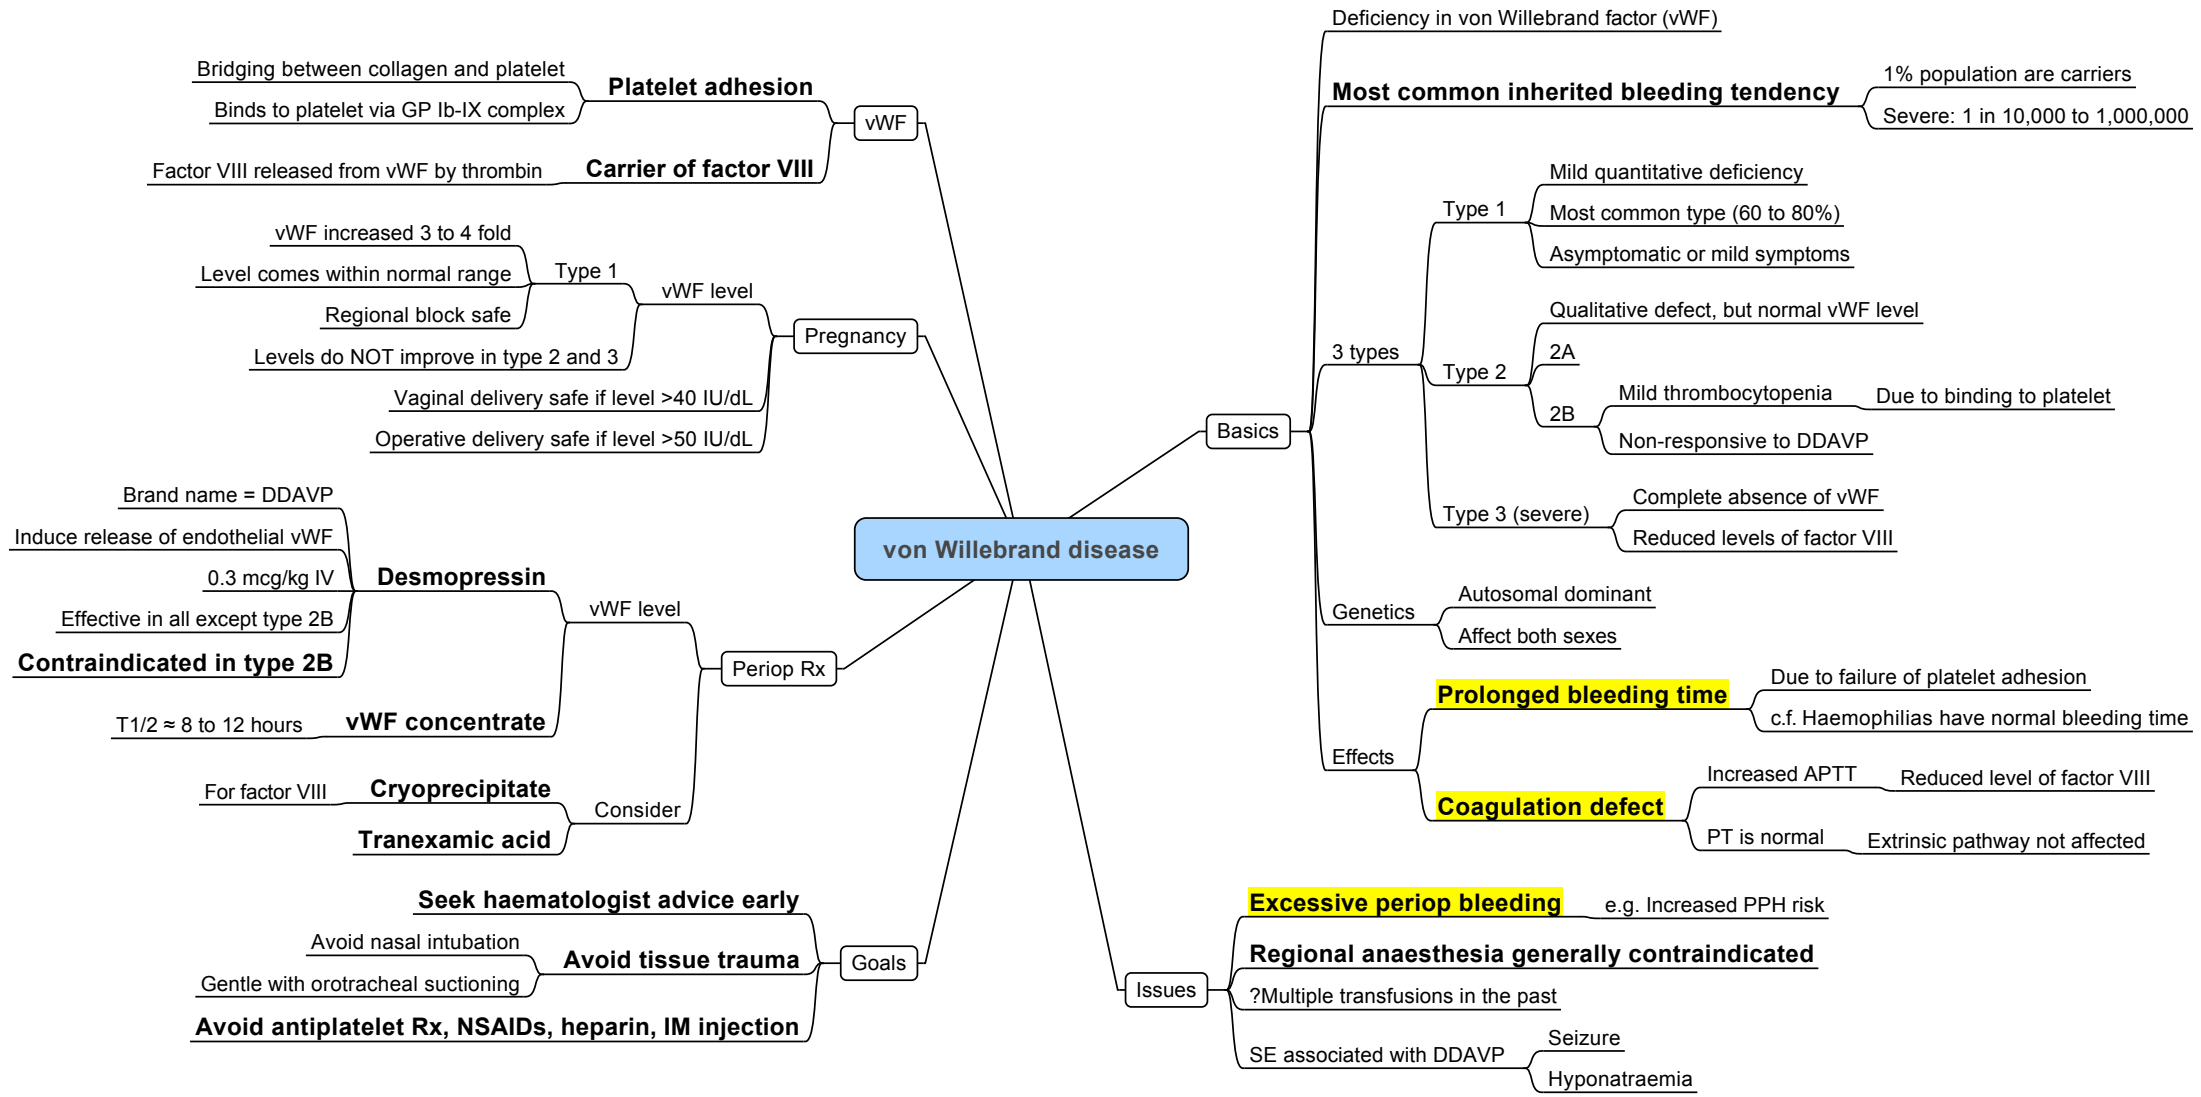 von Willebrand disease
Basics
Deficiency in von Willebrand factor (vWF)
Most common inherited bleeding tendency
1% population are carriers
Severe: 1 in 10,000 to 1,000,000
3 types
Type 1
Mild quantitative deficiency
Most common type (60 to 80%)
Asymptomatic or mild symptoms
Type 2
Qualitative defect, but normal vWF level
2A
2B
Mild thrombocytopenia
Due to binding to platelet
Non-responsive to DDAVP
Type 3 (severe)
Complete absence of vWF
Reduced levels of factor VIII
Genetics
Autosomal dominant
Affect both sexes
Effects
Prolonged bleeding time
Due to failure of platelet adhesion
c.f. Haemophilias have normal bleeding time
Coagulation defect
Increased APTT
Reduced level of factor VIII
PT is normal
Extrinsic pathway not affected
Issues
Excessive periop bleeding
e.g. Increased PPH risk
Regional anaesthesia generally contraindicated
?Multiple transfusions in the past
SE associated with DDAVP
Seizure
Hyponatraemia
vWF
Platelet adhesion
Bridging between collagen and platelet
Binds to platelet via GP Ib-IX complex
Carrier of factor VIII
Factor VIII released from vWF by thrombin
Pregnancy
vWF level
Type 1
vWF increased 3 to 4 fold
Level comes within normal range
Regional block safe
Levels do NOT improve in type 2 and 3
Vaginal delivery safe if level >40 IU/dL
Operative delivery safe if level >50 IU/dL
Periop Rx
vWF level
Desmopressin
Brand name = DDAVP
Induce release of endothelial vWF
0.3 mcg/kg IV
Effective in all except type 2B
Contraindicated in type 2B
vWF concentrate
T1/2 ≈ 8 to 12 hours
Consider
Cryoprecipitate
For factor VIII
Tranexamic acid
Goals
Seek haematologist advice early
Avoid tissue trauma
Avoid nasal intubation
Gentle with orotracheal suctioning
Avoid antiplatelet Rx, NSAIDs, heparin, IM injection